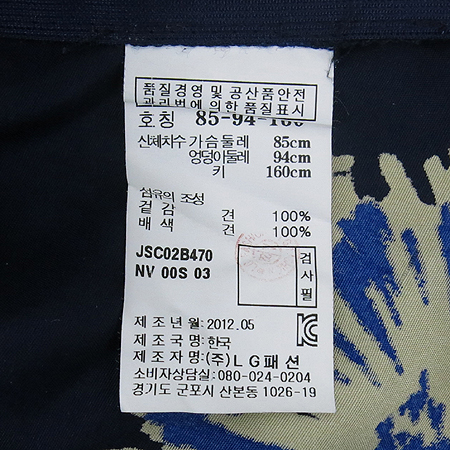 품질경영 및 공산품안전
관리법에 의한 품질표시
호칭 85-94-160
신체치수 가슴둘레 85cm
엉덩이둘레 94cm
키 160cm
섬유의 조성
겉감 견 100%
배색 견 100%
JSC02B470
NV 00S 03
검사필
제조년월: 2012.05
제조국명: 한국
제조자명: (주)LG패션
소비자상담실: 080-024-0204
경기도 군포시 산본동 1026-19